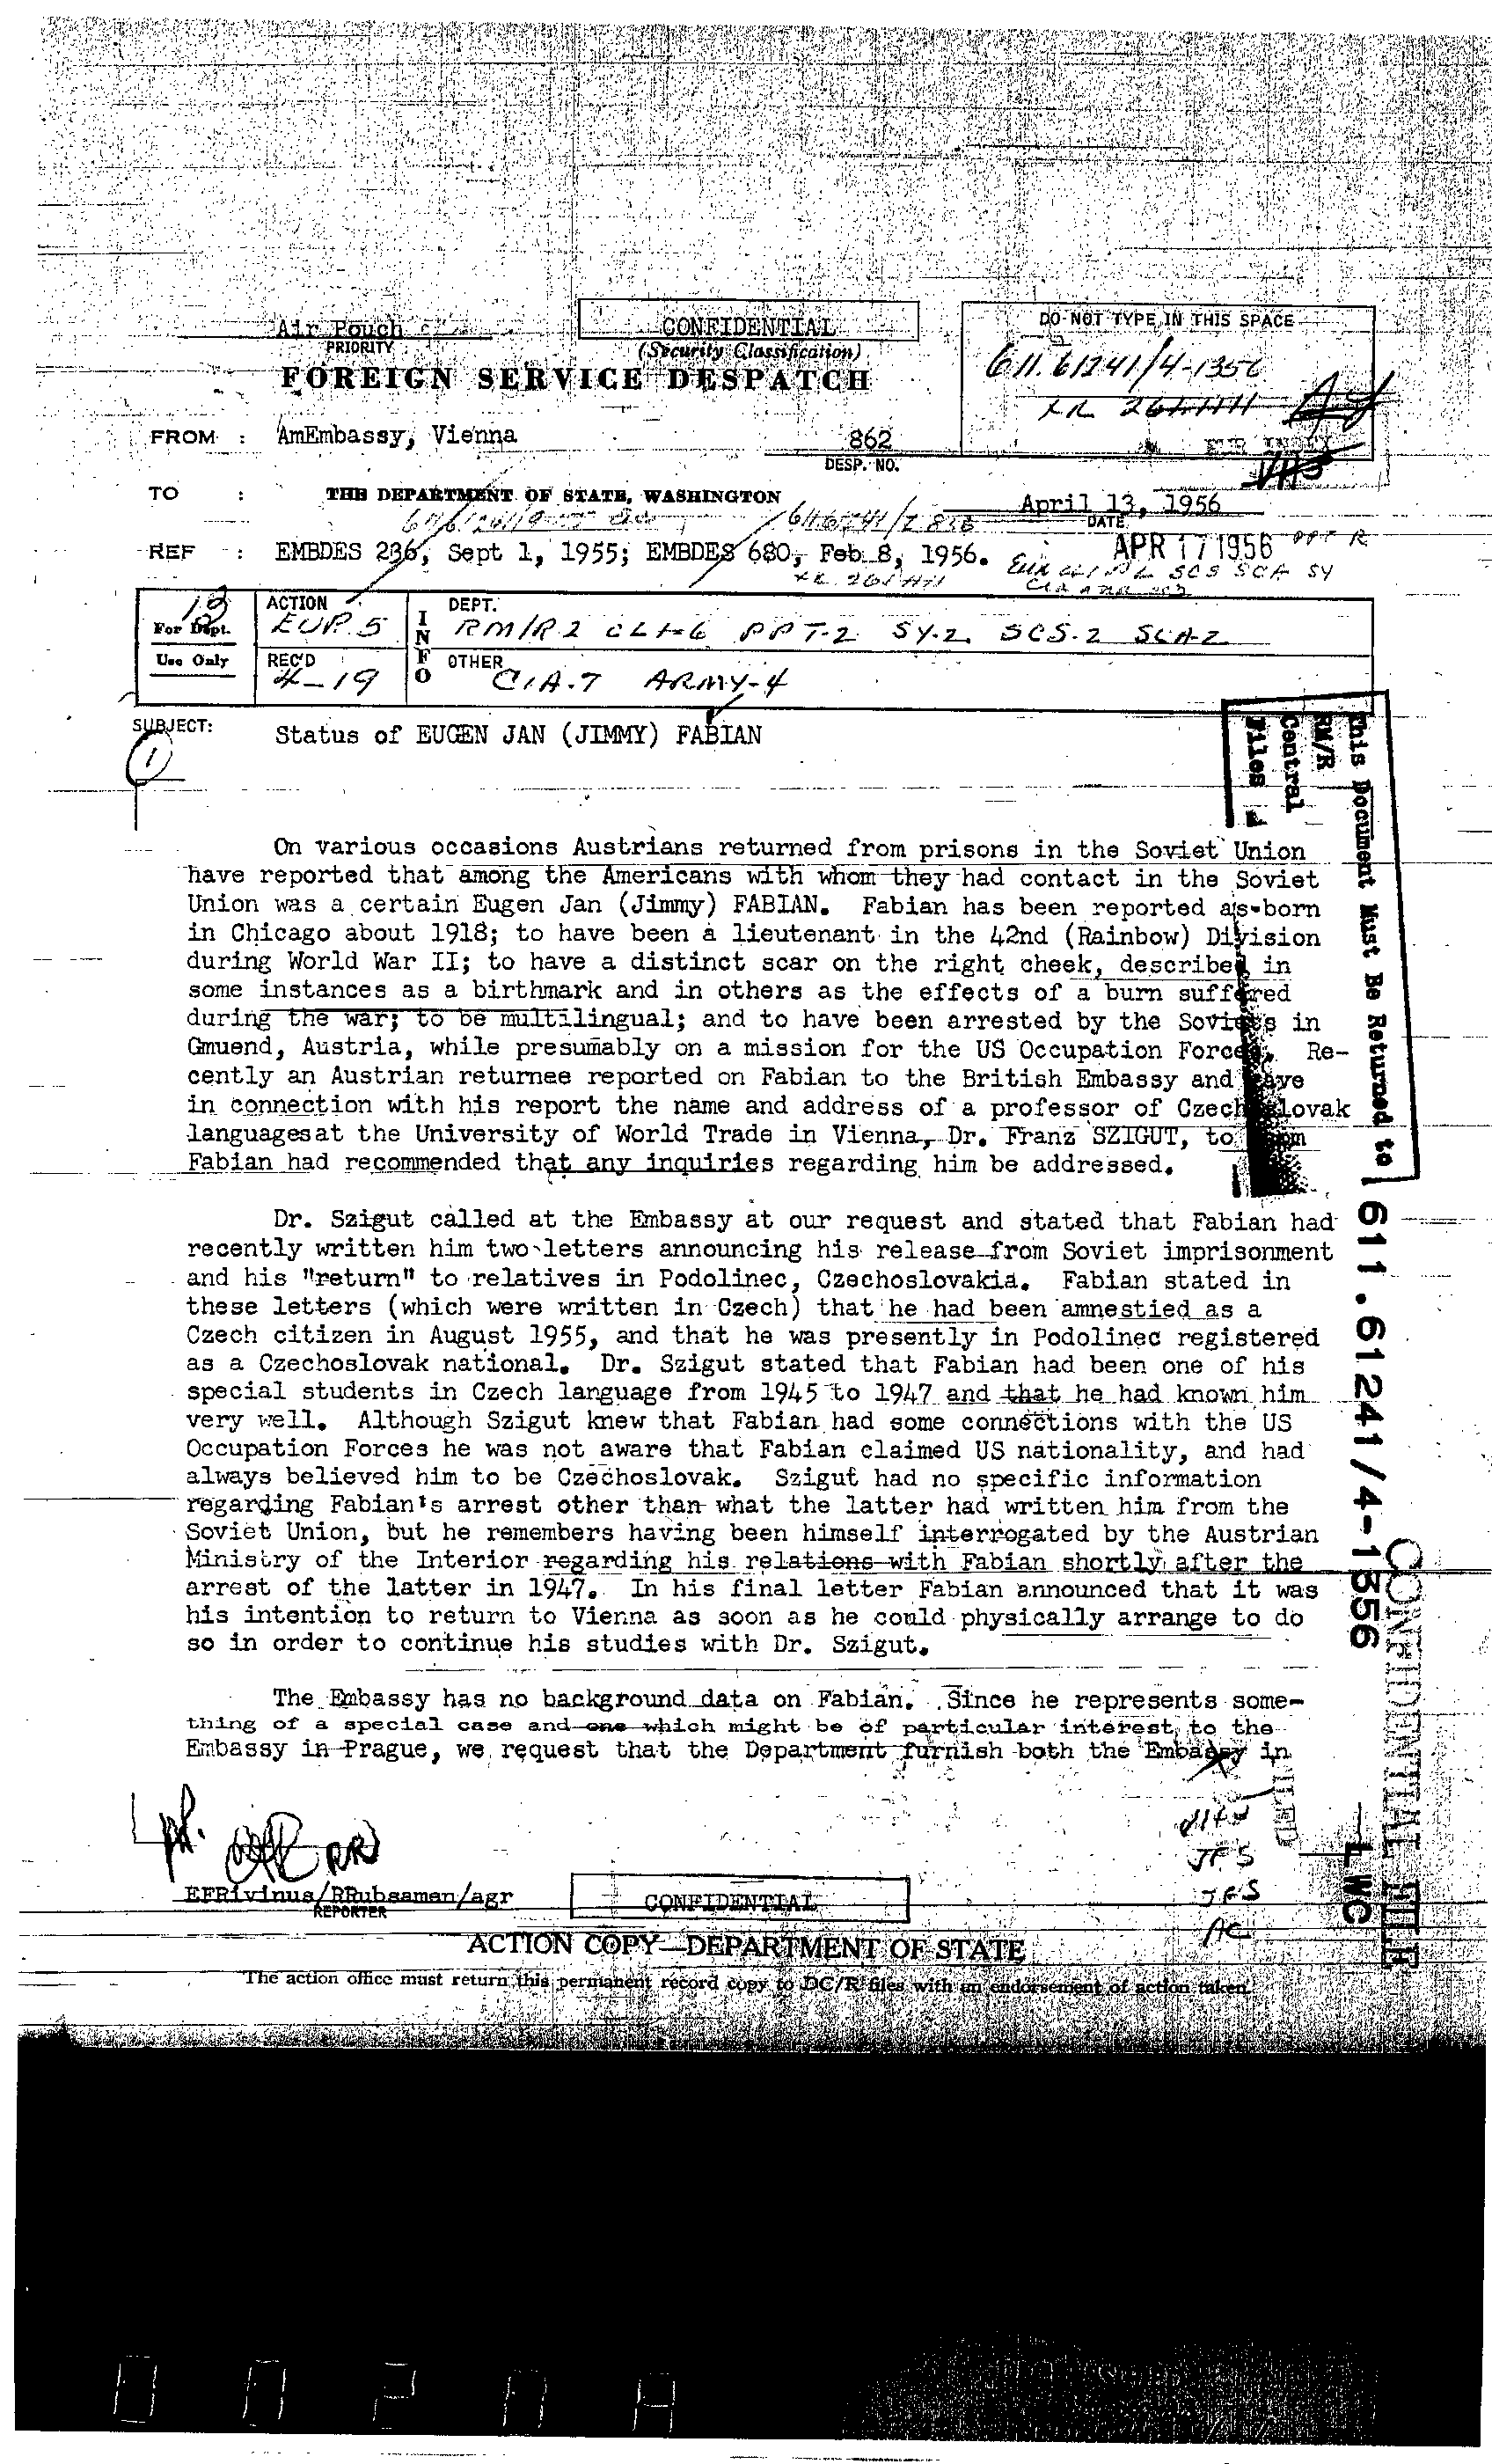 Air Pouch
PRIORITY
CONFIDENTIAL
(Security Classification)
DO NOT TYPE IN THIS SPACE
FOREIGN SERVICE DESPATCH
611.61241/4-1356
FROM : AmEmbassy, Vienna
862
DESP. NO.
TO : THE DEPARTMENT OF STATE, WASHINGTON
April 13, 1956
DATE
REF : EMBDES 236, Sept 1, 1955; EMBDES 680, Feb 8, 1956.
APR 17 1956
For Dept.
Use Only
ACTION
EUR 5
REC'D
4-19
INFO
DEPT.
RM/R 2 CLI-6 PPT-2 SY-2 SCS-2 SCA-2
OTHER
CIA-7 ARMY-4
SUBJECT: Status of EUGEN JAN (JIMMY) FABIAN
1
This Document Must Be Returned to
RM/R
Central
Files
On various occasions Austrians returned from prisons in the Soviet Union
have reported that among the Americans with whom they had contact in the Soviet
Union was a certain Eugen Jan (Jimmy) FABIAN. Fabian has been reported as born
in Chicago about 1918; to have been a lieutenant in the 42nd (Rainbow) Division
during World War II; to have a distinct scar on the right cheek, described in
some instances as a birthmark and in others as the effects of a burn suffered
during the war; to be multilingual; and to have been arrested by the Soviets in
Gmuend, Austria, while presumably on a mission for the US Occupation Forces. Re-
cently an Austrian returnee reported on Fabian to the British Embassy and gave
in connection with his report the name and address of a professor of Czechoslovak
languages at the University of World Trade in Vienna, Dr. Franz SZIGUT, to whom
Fabian had recommended that any inquiries regarding him be addressed.
Dr. Szigut called at the Embassy at our request and stated that Fabian had
recently written him two letters announcing his release from Soviet imprisonment
and his "return" to relatives in Podolinec, Czechoslovakia. Fabian stated in
these letters (which were written in Czech) that he had been amnestied as a
Czech citizen in August 1955, and that he was presently in Podolinec registered
as a Czechoslovak national. Dr. Szigut stated that Fabian had been one of his
special students in Czech language from 1945 to 1947 and that he had known him
very well. Although Szigut knew that Fabian had some connections with the US
Occupation Forces he was not aware that Fabian claimed US nationality, and had
always believed him to be Czechoslovak. Szigut had no specific information
regarding Fabian's arrest other than what the latter had written him from the
Soviet Union, but he remembers having been himself interrogated by the Austrian
Ministry of the Interior regarding his relations with Fabian shortly after the
arrest of the latter in 1947. In his final letter Fabian announced that it was
his intention to return to Vienna as soon as he could physically arrange to do
so in order to continue his studies with Dr. Szigut.
The Embassy has no background data on Fabian. Since he represents some-
thing of a special case and one which might be of particular interest to the
Embassy in Prague, we request that the Department furnish both the Embassy in
611.61241/4-1356
CONFIDENTIAL FILE
JFS
JFS
AC
EFRivinus/RRubsaman/agr
REPORTER
CONFIDENTIAL
ACTION COPY—DEPARTMENT OF STATE
The action office must return this permanent record copy to DC/R files with an endorsement of action taken.